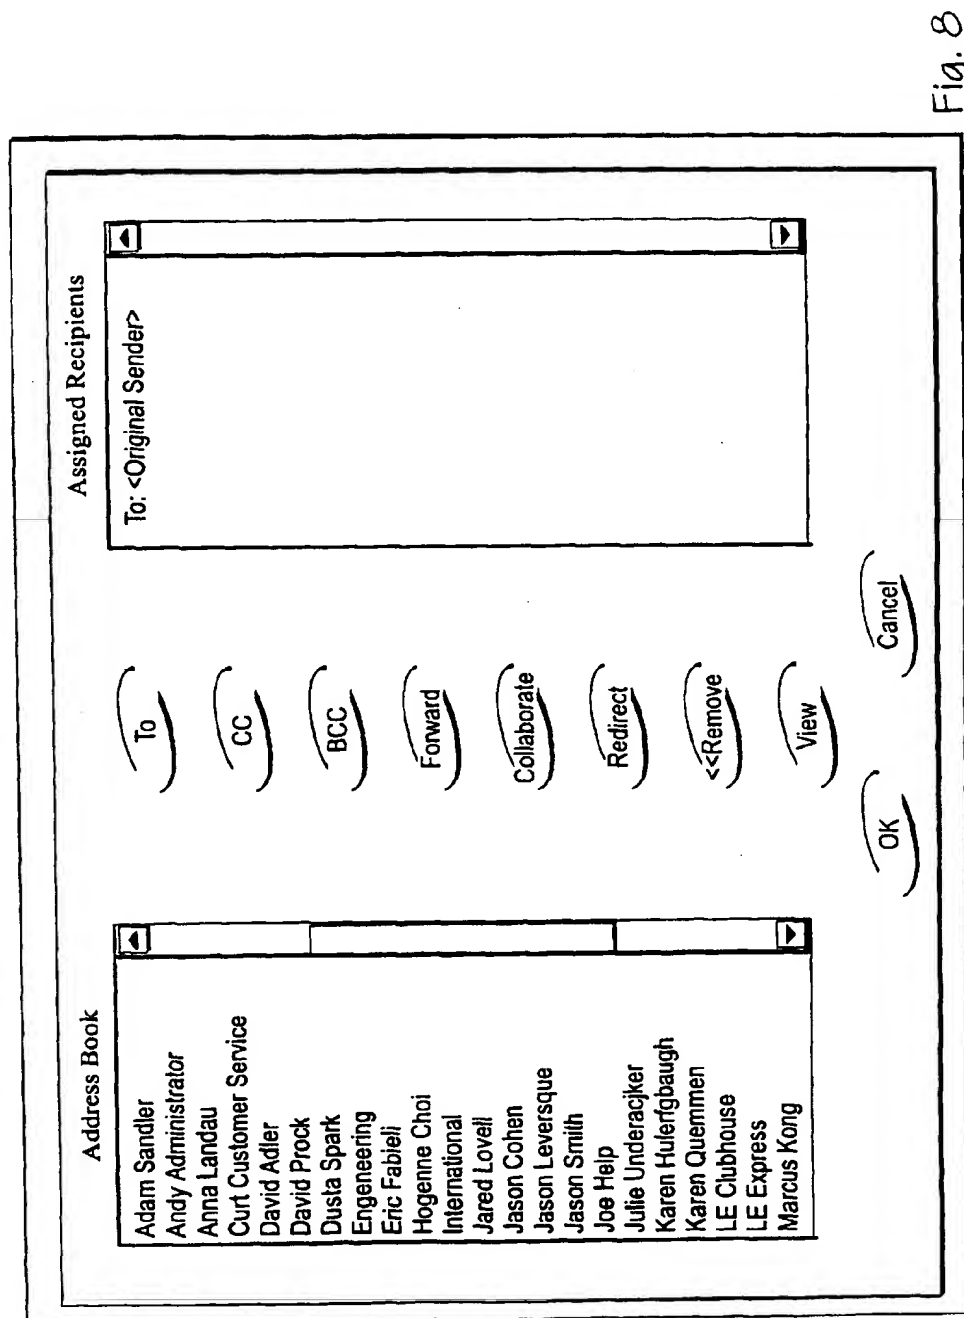 Address Book
Adam Sandler
Andy Administrator
Anna Landau
Curt Customer Service
David Adler
David Prock
Dusta Spark
Engeneering
Eric Fabieli
Hogenne Choi
International
Jared Lovell
Jason Cohen
Jason Leversque
Jason Smith
Joe Help
Julie Underacjker
Karen Hulerfgbaugh
Karen Quemmen
LE Clubhouse
LE Express
Marcus Kong
To
CC
BCC
Forward
Collaborate
Redirect
<<Remove
View
Assigned Recipients
To: <Original Sender>
OK
Cancel
Fig. 8